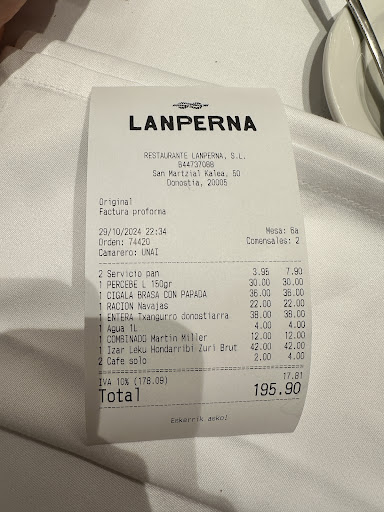 LANPERNA
RESTAURANTE LANPERNA, S.L.
B44737088
San Martzial Kalea, 50
Donostia, 20005
Original
Factura proforma
29/10/2024 22:34 Mesa: 6a
Orden: 74420 Comensales: 2
Camarero: UNAI
2 Servicio pan 3.95 7.90
1 PERCEBE L 150gr 30.00 30.00
1 CIGALA BRASA CON PAPADA 36.00 36.00
1 RACION Navajas 22.00 22.00
1 ENTERA Txangurro donostiarra 38.00 38.00
1 Agua 1L 4.00 4.00
1 COMBINADO Martin Miller 12.00 12.00
1 Izar Leku Hondarribi Zuri Brut 42.00 42.00
2 Cafe solo 2.00 4.00
IVA 10% (178.09) 17.81
Total 195.90
Eskerrik asko!